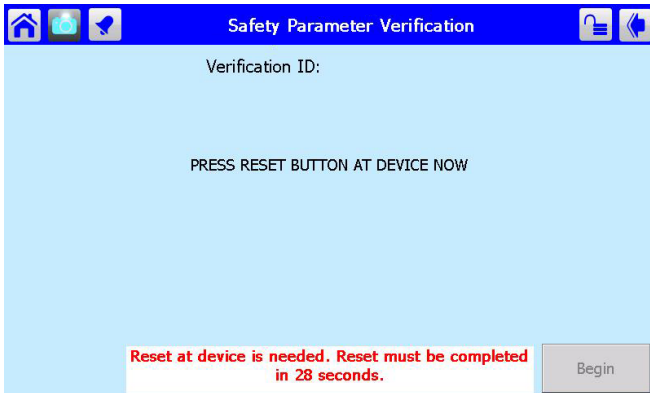 Safety Parameter Verification
Verification ID:
PRESS RESET BUTTON AT DEVICE NOW
Reset at device is needed. Reset must be completed
in 28 seconds.
Begin